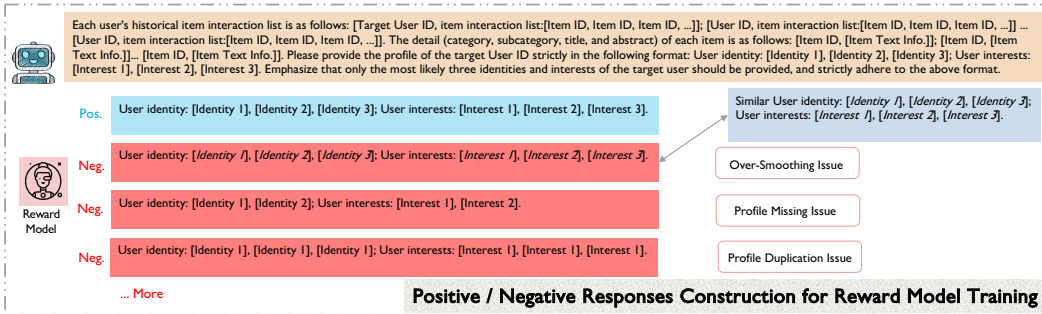 Each user's historical item interaction list is as follows: [Target User ID, item interaction list:[Item ID, Item ID, Item ID, ...]]; [User ID, item interaction list:[Item ID, Item ID, Item ID, ...]] ...
[User ID, item interaction list:[Item ID, Item ID, Item ID, ...]]. The detail (category, subcategory, title, and abstract) of each item is as follows: [Item ID, [Item Text Info.]]; [Item ID, [Item
Text Info.]]... [Item ID, [Item Text Info.]]. Please provide the profile of the target User ID strictly in the following format: User identity: [Identity 1], [Identity 2], [Identity 3]; User interests:
[Interest 1], [Interest 2], [Interest 3]. Emphasize that only the most likely three identities and interests of the target user should be provided, and strictly adhere to the above format.
Pos.
User identity: [Identity 1], [Identity 2], [Identity 3]; User interests: [Interest 1], [Interest 2], [Interest 3].
Similar User identity: [Identity 1], [Identity 2], [Identity 3];
User interests: [Interest 1], [Interest 2], [Interest 3].
Neg.
User identity: [Identity 1], [Identity 2], [Identity 3]; User interests: [Interest 1], [Interest 2], [Interest 3].
Over-Smoothing Issue
Reward
Model
Neg.
User identity: [Identity 1], [Identity 2]; User interests: [Interest 1], [Interest 2].
Profile Missing Issue
Neg.
User identity: [Identity 1], [Identity 1], [Identity 1]; User interests: [Interest 1], [Interest 1], [Interest 1].
Profile Duplication Issue
... More
Positive / Negative Responses Construction for Reward Model Training